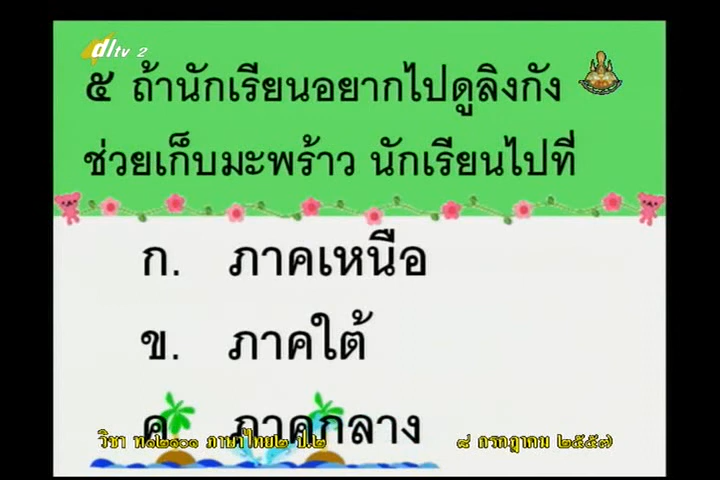 dltv 2
๕ ถ้านักเรียนอยากไปดูลิงกัง
ช่วยเก็บมะพร้าว นักเรียนไปที่
ก. ภาคเหนือ
ข. ภาคใต้
ค ภาคกลาง
วิชา ท๑๒๑๐๑ ภาษาไทย๒ ป.๒ ๘ กรกฎาคม ๒๕๕๗